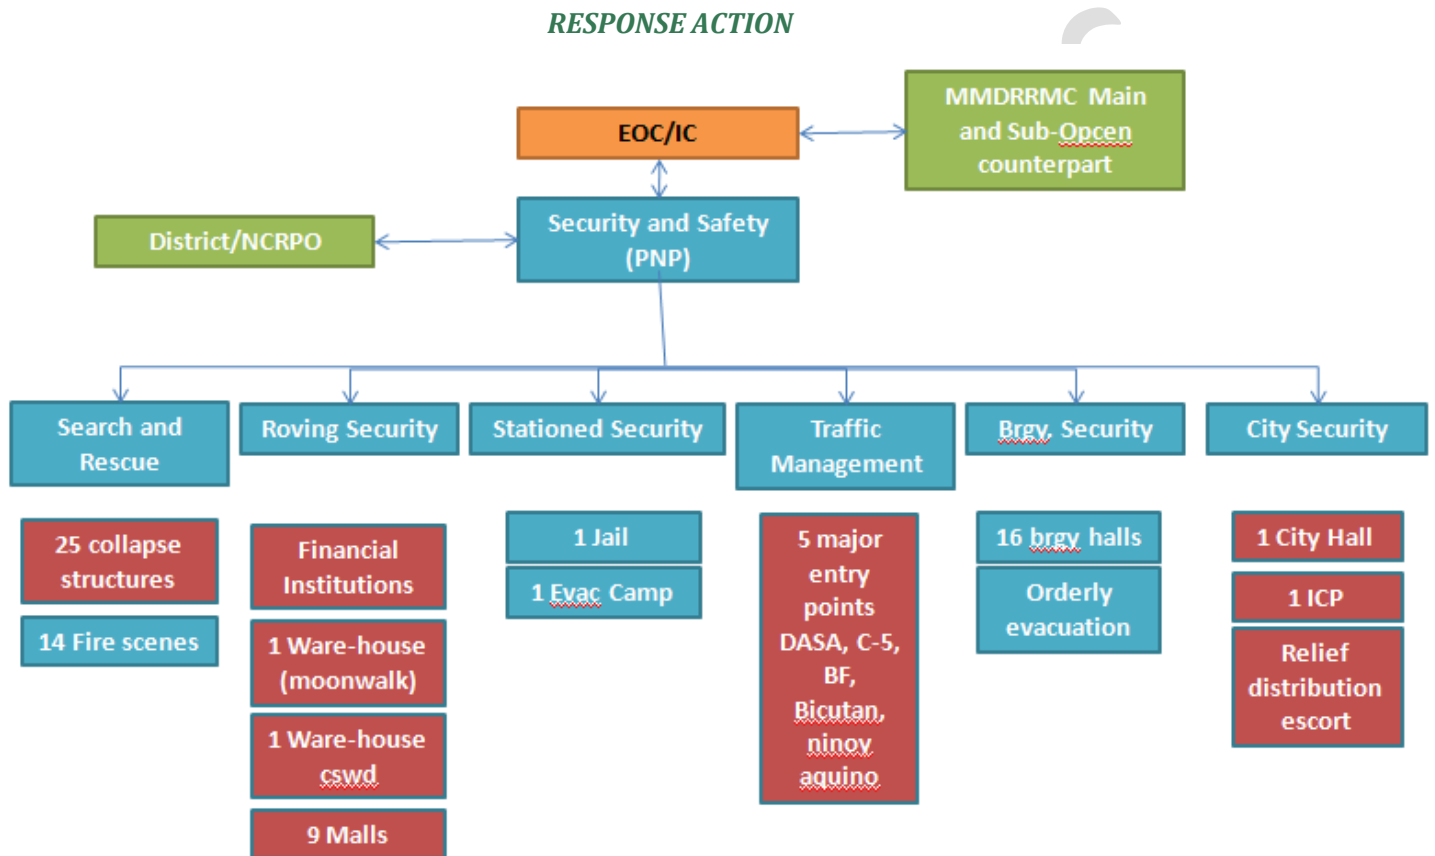 RESPONSE ACTION
MMDRRMC Main
and Sub-Opcen
counterpart
EOC/IC
Security and Safety
(PNP)
District/NCRPO
Search and
Rescue
Roving Security
Stationed Security
Traffic
Management
Brgy, Security
City Security
25 collapse
structures
14 Fire scenes
Financial
Institutions
1 Ware-house
(moonwalk)
1 Ware-house
cswd
9 Malls
1 Jail
1 Evac Camp
5 major
entry
points
DASA, C-5,
BF,
Bicutan,
ninoy
aquino
16 brgy halls
Orderly
evacuation
1 City Hall
1 ICP
Relief
distribution
escort